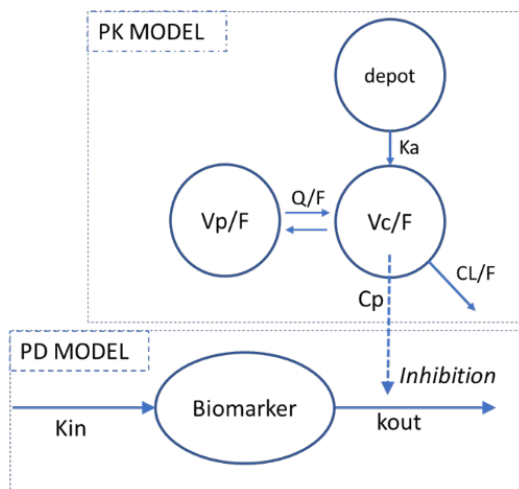 PK MODEL
depot
Ka
Q/F
Vp/F
Vc/F
CL/F
Cp
PD MODEL
Inhibition
Biomarker
Kin
kout